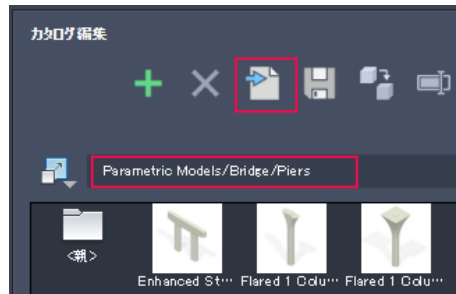 カタログ編集
Parametric Models/Bridge/Piers
<親>
Enhanced St… Flared 1 Colu… Flared 1 Colu…